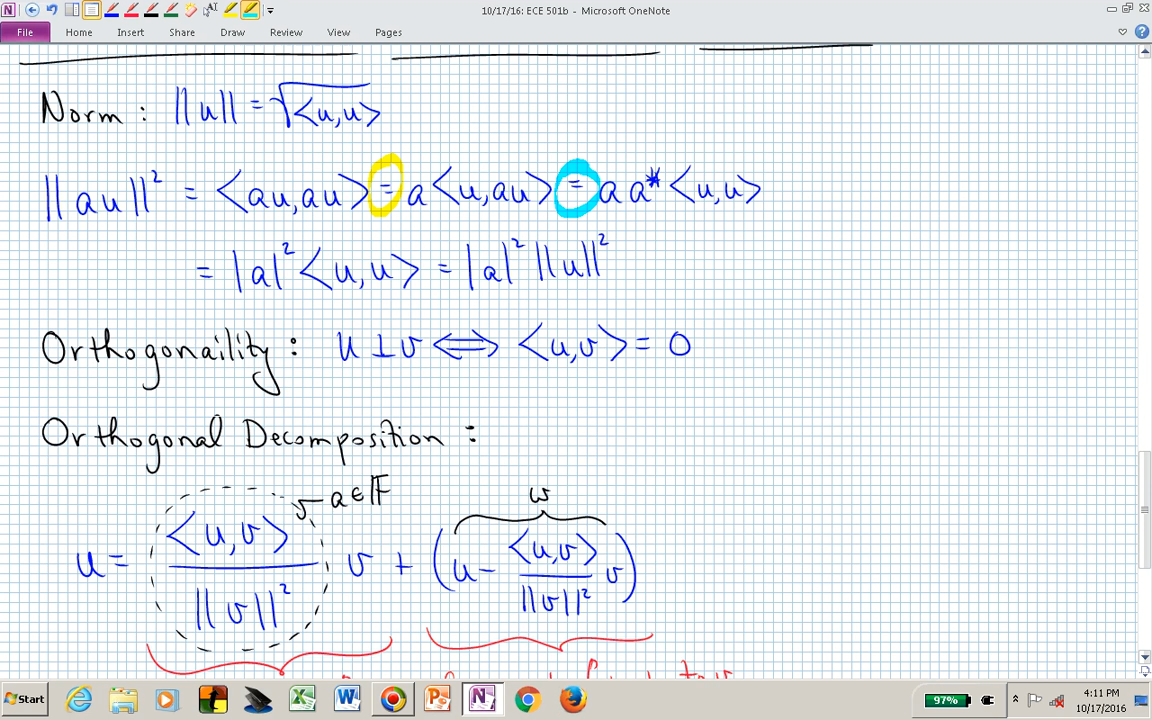 10/17/16: ECE 501b - Microsoft OneNote
File Home Insert Share Draw Review View Pages
Norm : ||u|| = √<u,u>
||au||² = <au,au> = a<u,au> = a a* <u,u>
= |a|² <u,u> = |a|² ||u||²
Orthogonaility : u ⊥ v ⟺ <u,v> = 0
Orthogonal Decomposition :
a ∈ 𝔽
w
u = <u,v> / ||v||² v + (u - <u,v> / ||v||² v)
Start
97%
4:11 PM
10/17/2016